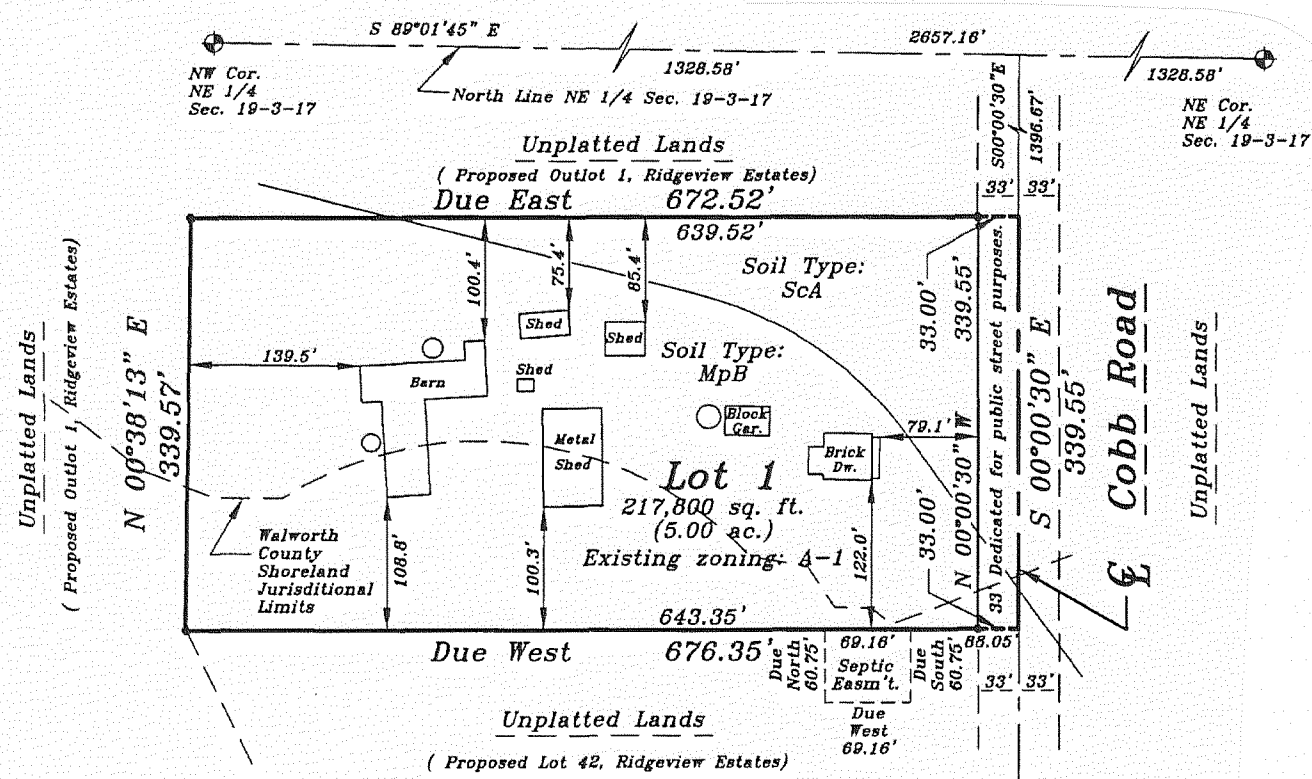 S 89°01'45" E
2657.16'
1328.58'
1328.58'
NW Cor.
NE 1/4
Sec. 19-3-17
North Line NE 1/4 Sec. 19-3-17
NE Cor.
NE 1/4
Sec. 19-3-17
S00°00'30"E
1396.67'
Unplatted Lands
( Proposed Outlot 1, Ridgeview Estates)
33' 33'
Due East 672.52'
639.52'
Unplatted Lands
( Proposed Outlot 1, Ridgeview Estates)
N 00°38'13" E
339.57'
100.4'
75.4'
85.4'
Soil Type:
ScA
Shed
Shed
Soil Type:
MpB
139.5'
Barn
Shed
Metal
Shed
Block
Gar.
Brick
Dw.
79.1'
33.00'
339.55'
N 00°00'30" W
33.00'
33' Dedicated for public street purposes.
S 00°00'30" E
339.55'
℄ Cobb Road
Unplatted Lands
Lot 1
217,800 sq. ft.
(5.00 ac.)
Existing zoning: A-1
Walworth
County
Shoreland
Jurisditional
Limits
108.8'
100.3'
122.0'
643.35'
Due West 676.35'
Due
North
60.75'
69.16'
Septic
Easm't.
Due
South
60.75'
88.05'
33' 33'
Due
West
69.16'
Unplatted Lands
( Proposed Lot 42, Ridgeview Estates)